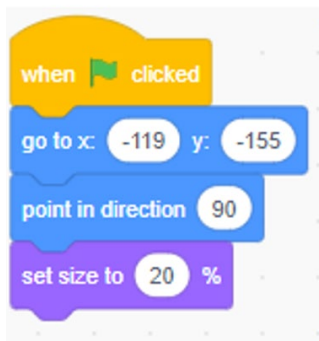 when clicked
go to x: -119 y: -155
point in direction 90
set size to 20 %